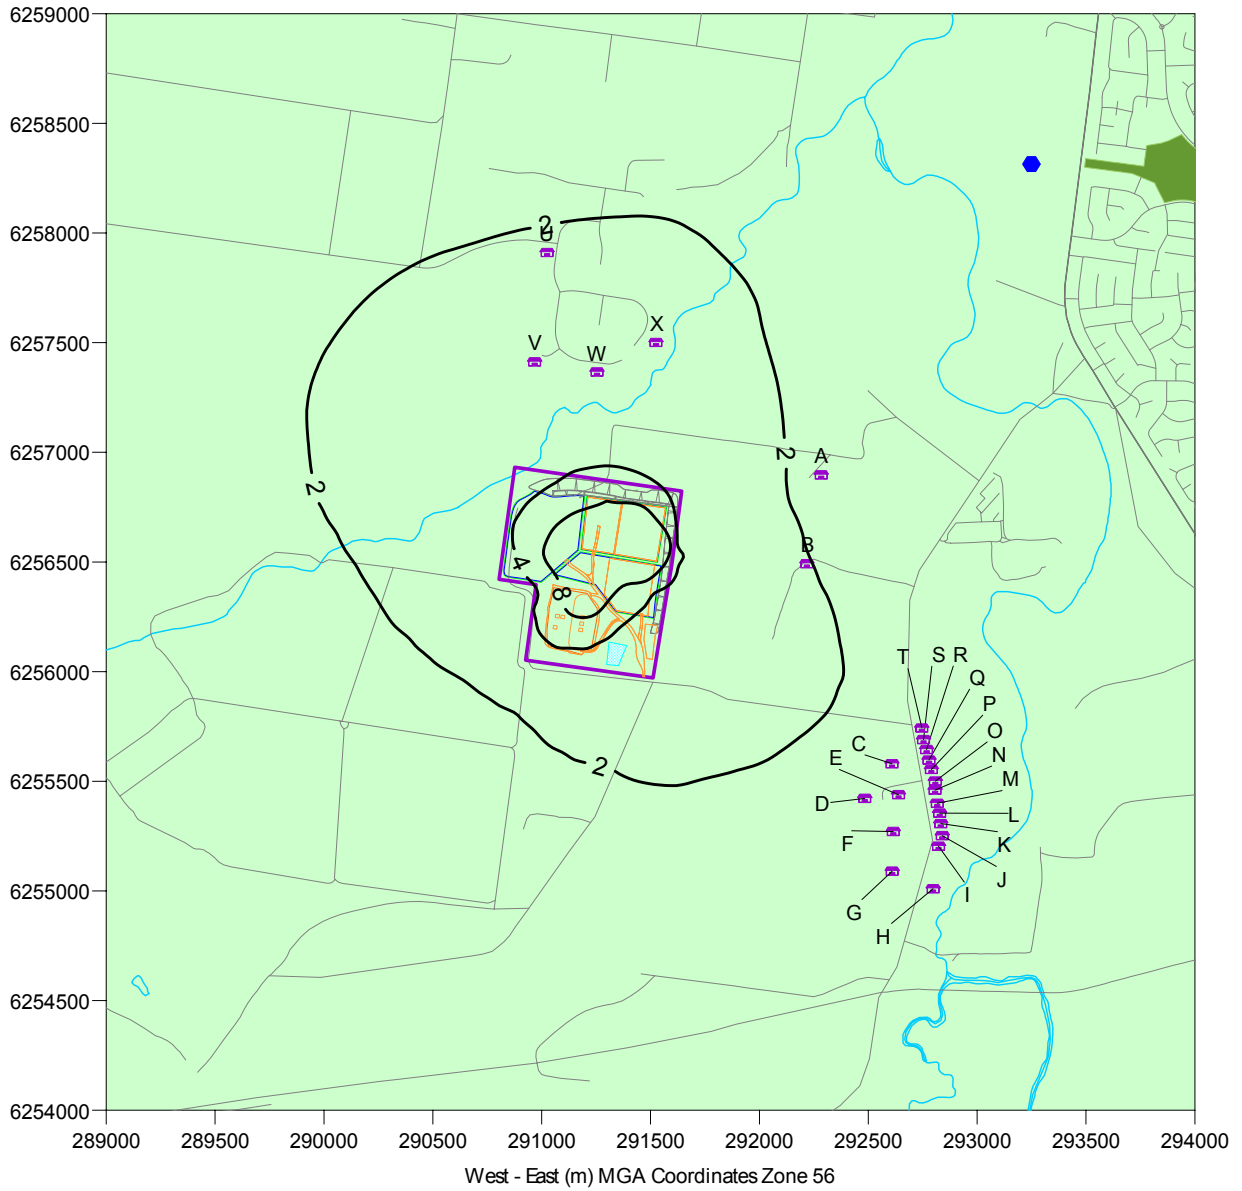 6259000
6258500
6258000
6257500
6257000
6256500
6256000
6255500
6255000
6254500
6254000
2
U
X
V
W
2
A
2
B
4
8
T S R
Q
P
O
N
M
L
K
J
I
C
E
D
F
G
H
2
289000 289500 290000 290500 291000 291500 292000 292500 293000 293500 294000
West - East (m) MGA Coordinates Zone 56